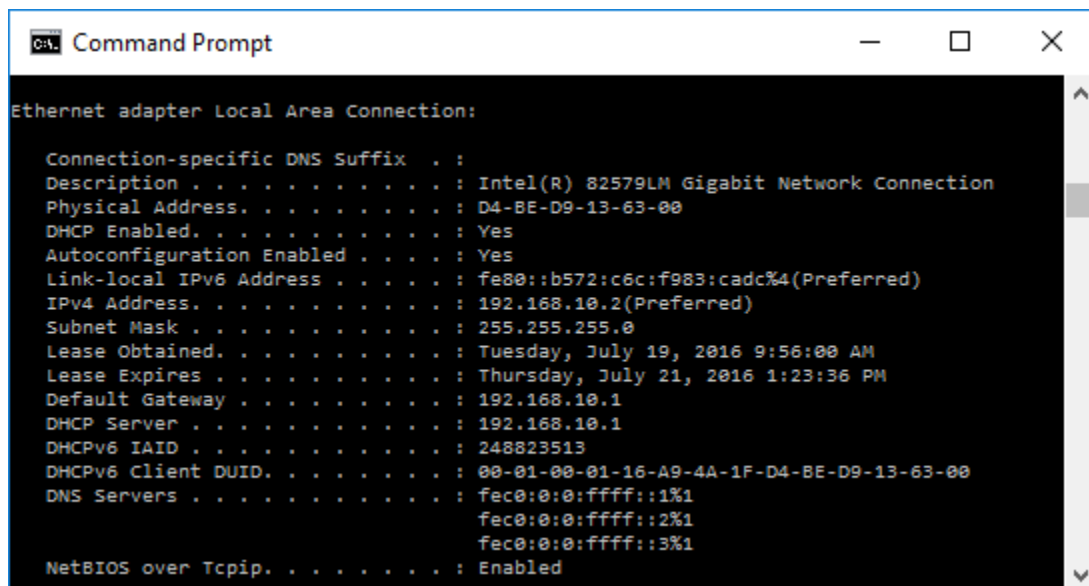 Command Prompt
Ethernet adapter Local Area Connection:
Connection-specific DNS Suffix . :
Description . . . . . . . . . . . : Intel(R) 82579LM Gigabit Network Connection
Physical Address. . . . . . . . . : D4-BE-D9-13-63-00
DHCP Enabled. . . . . . . . . . . : Yes
Autoconfiguration Enabled . . . . : Yes
Link-local IPv6 Address . . . . . : fe80::b572:c6c:f983:cadc%4(Preferred)
IPv4 Address. . . . . . . . . . . : 192.168.10.2(Preferred)
Subnet Mask . . . . . . . . . . . : 255.255.255.0
Lease Obtained. . . . . . . . . . : Tuesday, July 19, 2016 9:56:00 AM
Lease Expires . . . . . . . . . . : Thursday, July 21, 2016 1:23:36 PM
Default Gateway . . . . . . . . . : 192.168.10.1
DHCP Server . . . . . . . . . . . : 192.168.10.1
DHCPv6 IAID . . . . . . . . . . . : 248823513
DHCPv6 Client DUID. . . . . . . . : 00-01-00-01-16-A9-4A-1F-D4-BE-D9-13-63-00
DNS Servers . . . . . . . . . . . : fec0:0:0:ffff::1%1
fec0:0:0:ffff::2%1
fec0:0:0:ffff::3%1
NetBIOS over Tcpip. . . . . . . . : Enabled